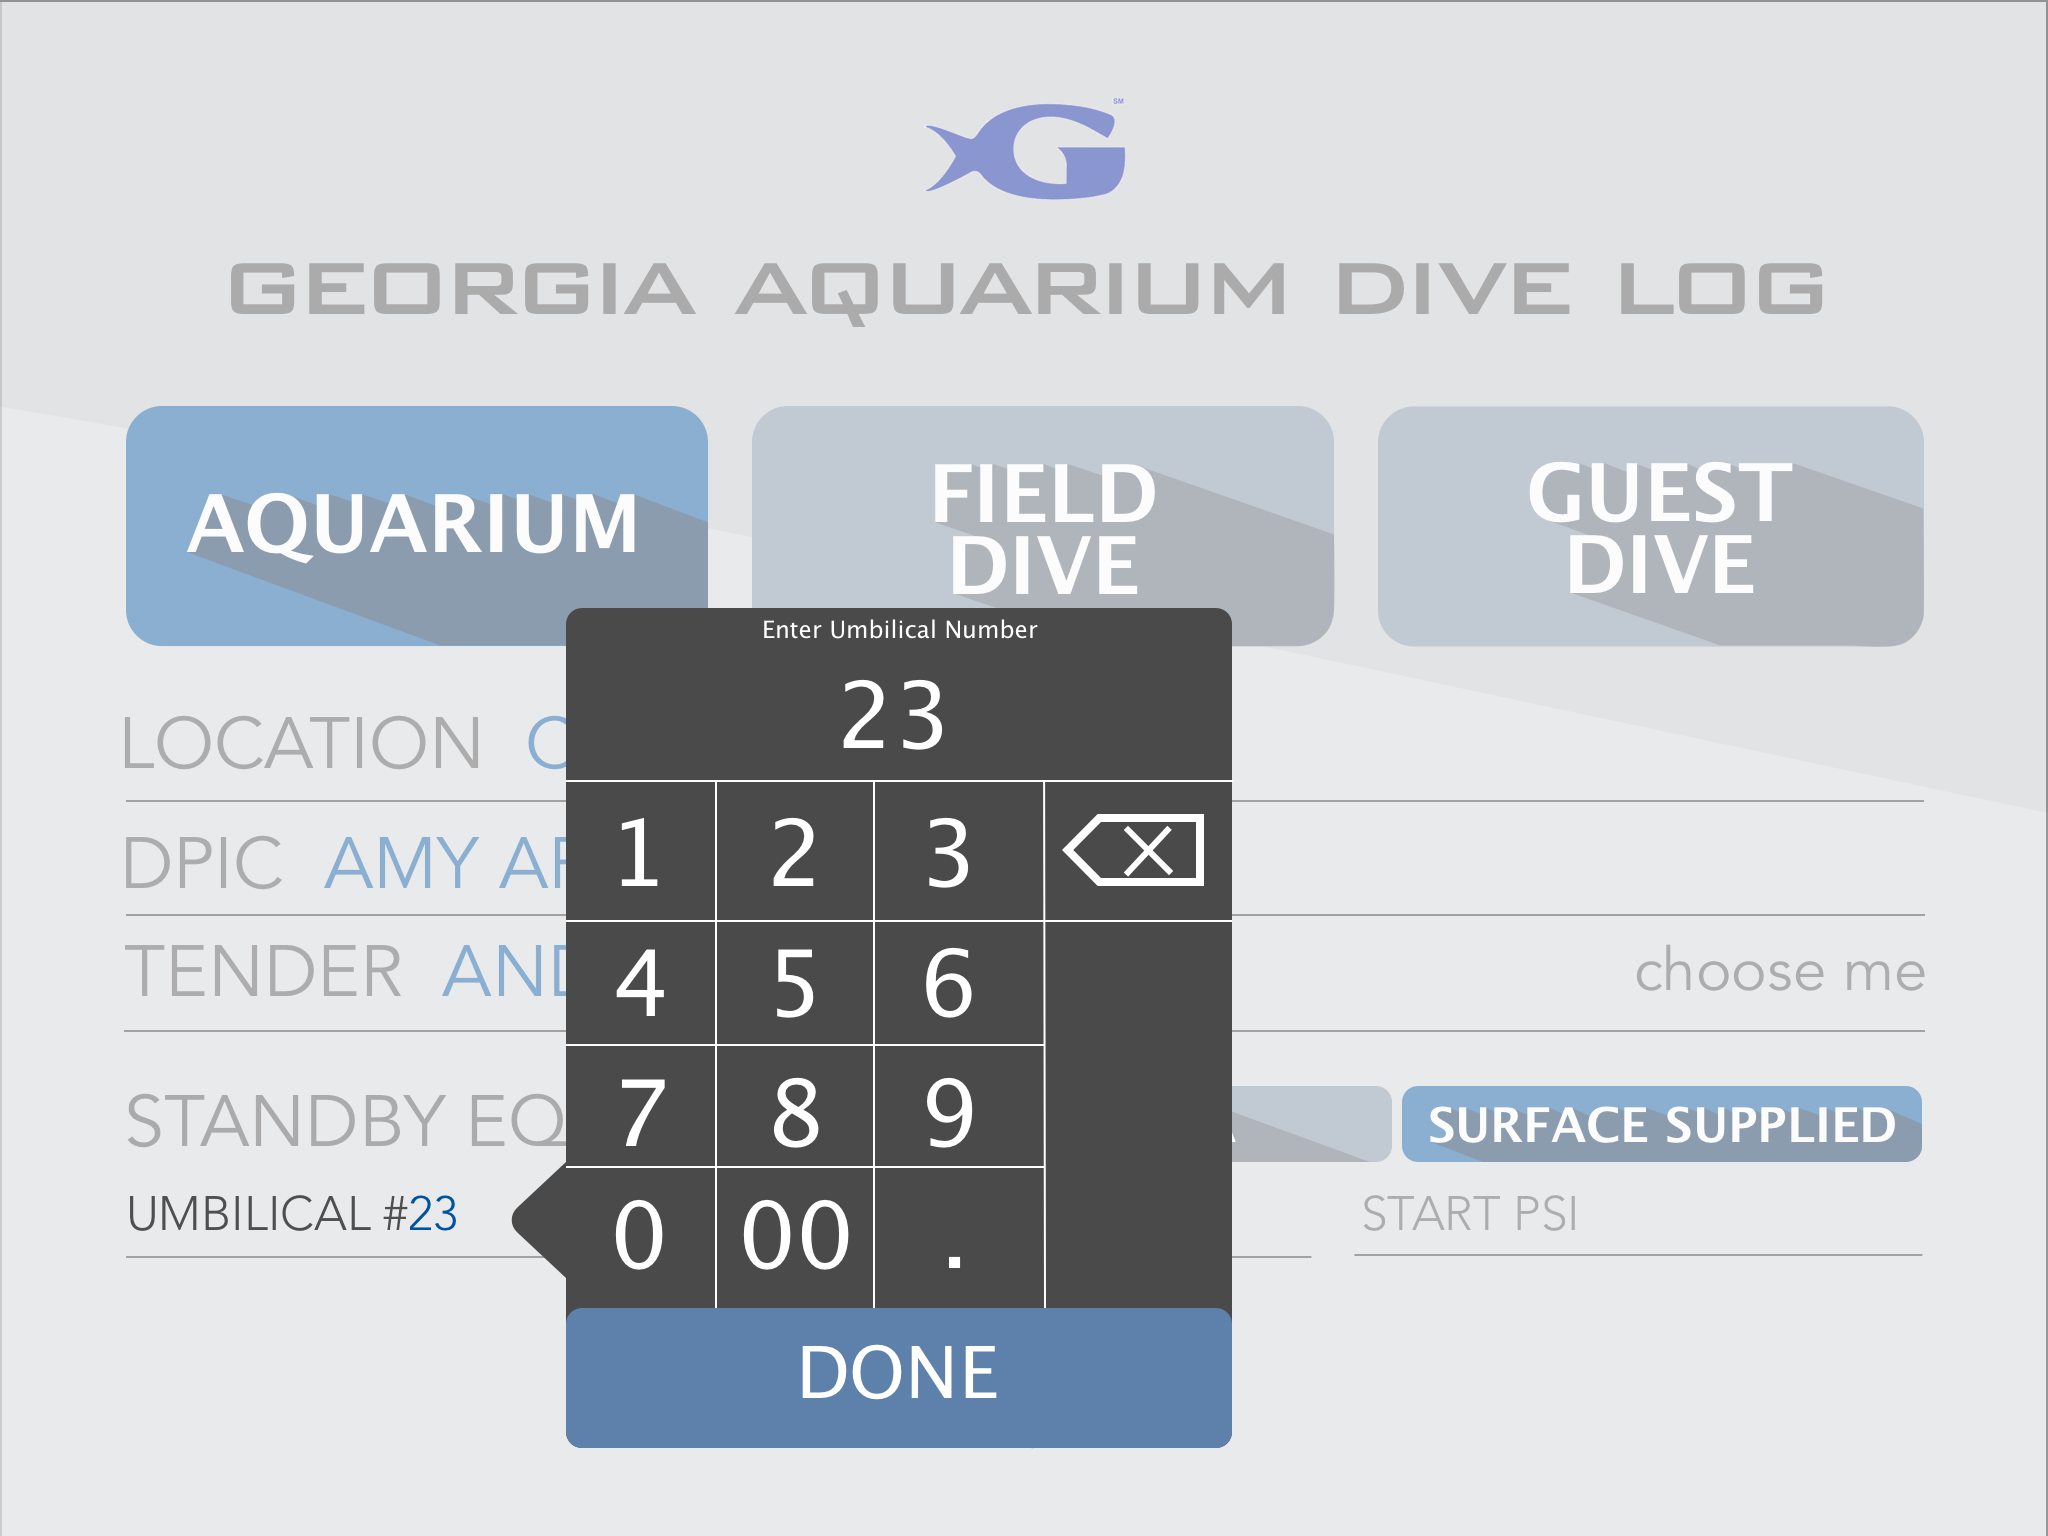 SM
GEORGIA AQUARIUM DIVE LOG
AQUARIUM
FIELD
DIVE
GUEST
DIVE
Enter Umbilical Number
23
LOCATION
DPIC AMY
TENDER
choose me
STANDBY
SURFACE SUPPLIED
UMBILICAL #23
START PSI
1 2 3
4 5 6
7 8 9
0 00 .
DONE